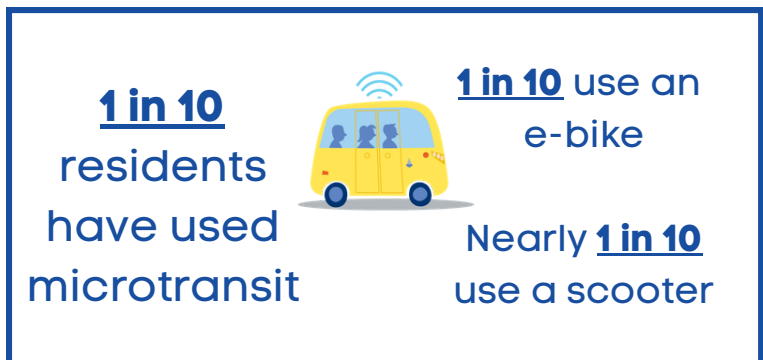 1 in 10
residents
have used
microtransit
1 in 10 use an
e-bike
Nearly 1 in 10
use a scooter